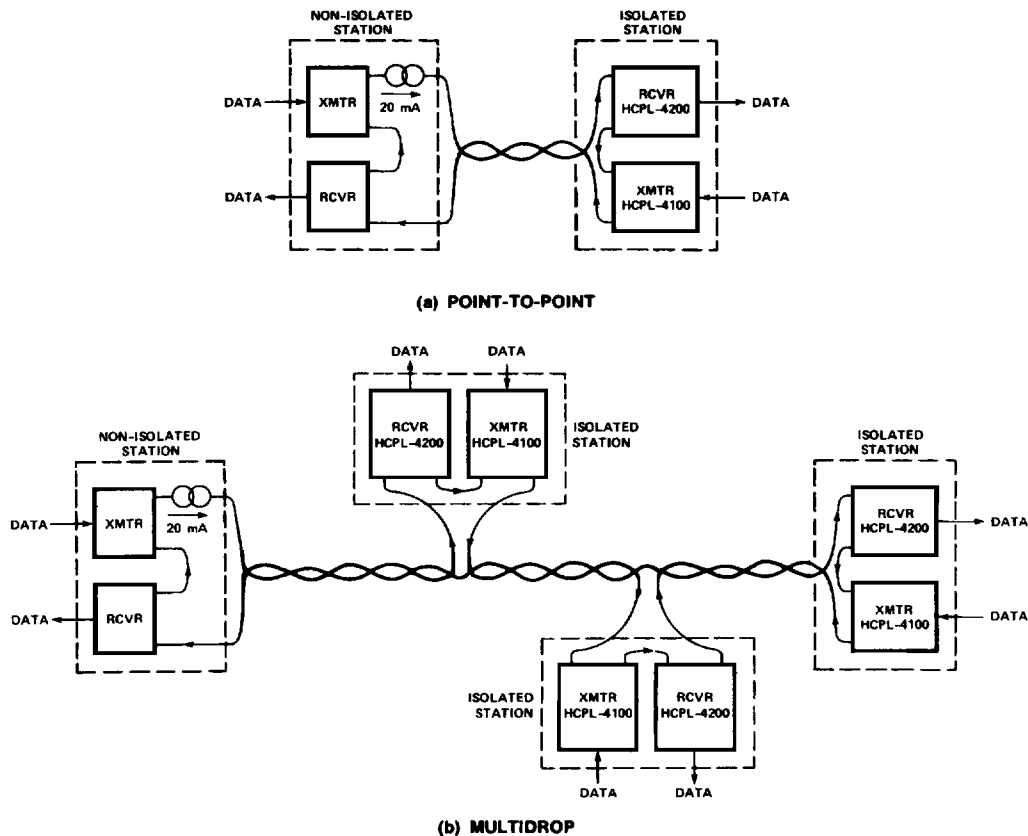 NON-ISOLATED
STATION
ISOLATED
STATION
DATA
XMTR
20 mA
RCVR
HCPL-4200
DATA
DATA
RCVR
XMTR
HCPL-4100
DATA
(a) POINT-TO-POINT
DATA
DATA
RCVR
HCPL-4200
XMTR
HCPL-4100
ISOLATED
STATION
NON-ISOLATED
STATION
ISOLATED
STATION
DATA
XMTR
20 mA
RCVR
HCPL-4200
DATA
DATA
RCVR
XMTR
HCPL-4100
DATA
ISOLATED
STATION
XMTR
HCPL-4100
RCVR
HCPL-4200
DATA
DATA
(b) MULTIDROP